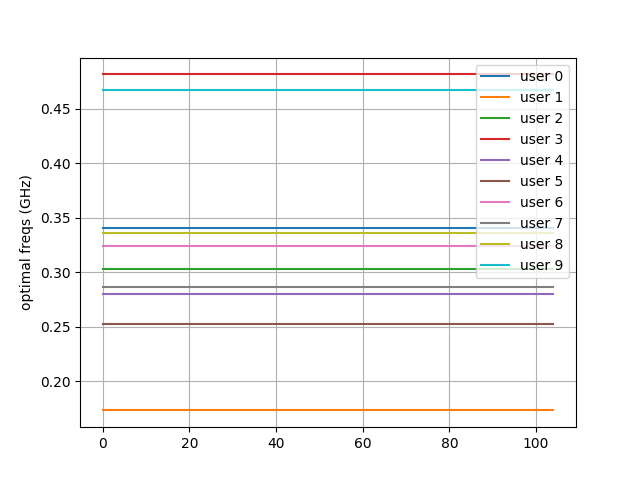 optimal freqs (GHz)
0.45
0.40
0.35
0.30
0.25
0.20
0
20
40
60
80
100
user 0
user 1
user 2
user 3
user 4
user 5
user 6
user 7
user 8
user 9